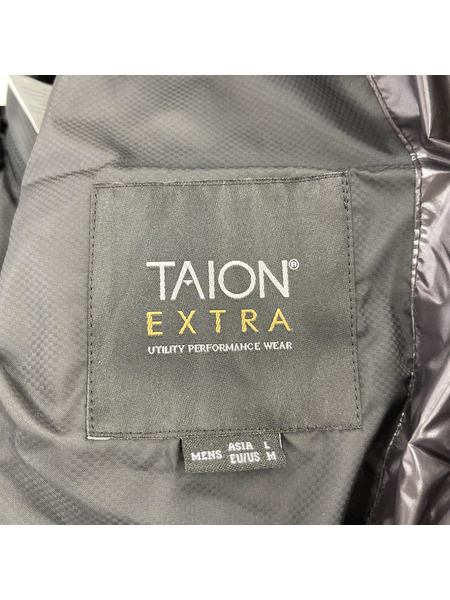 TAION®
EXTRA
UTILITY PERFORMANCE WEAR
MENS ASIA L
EU/US M